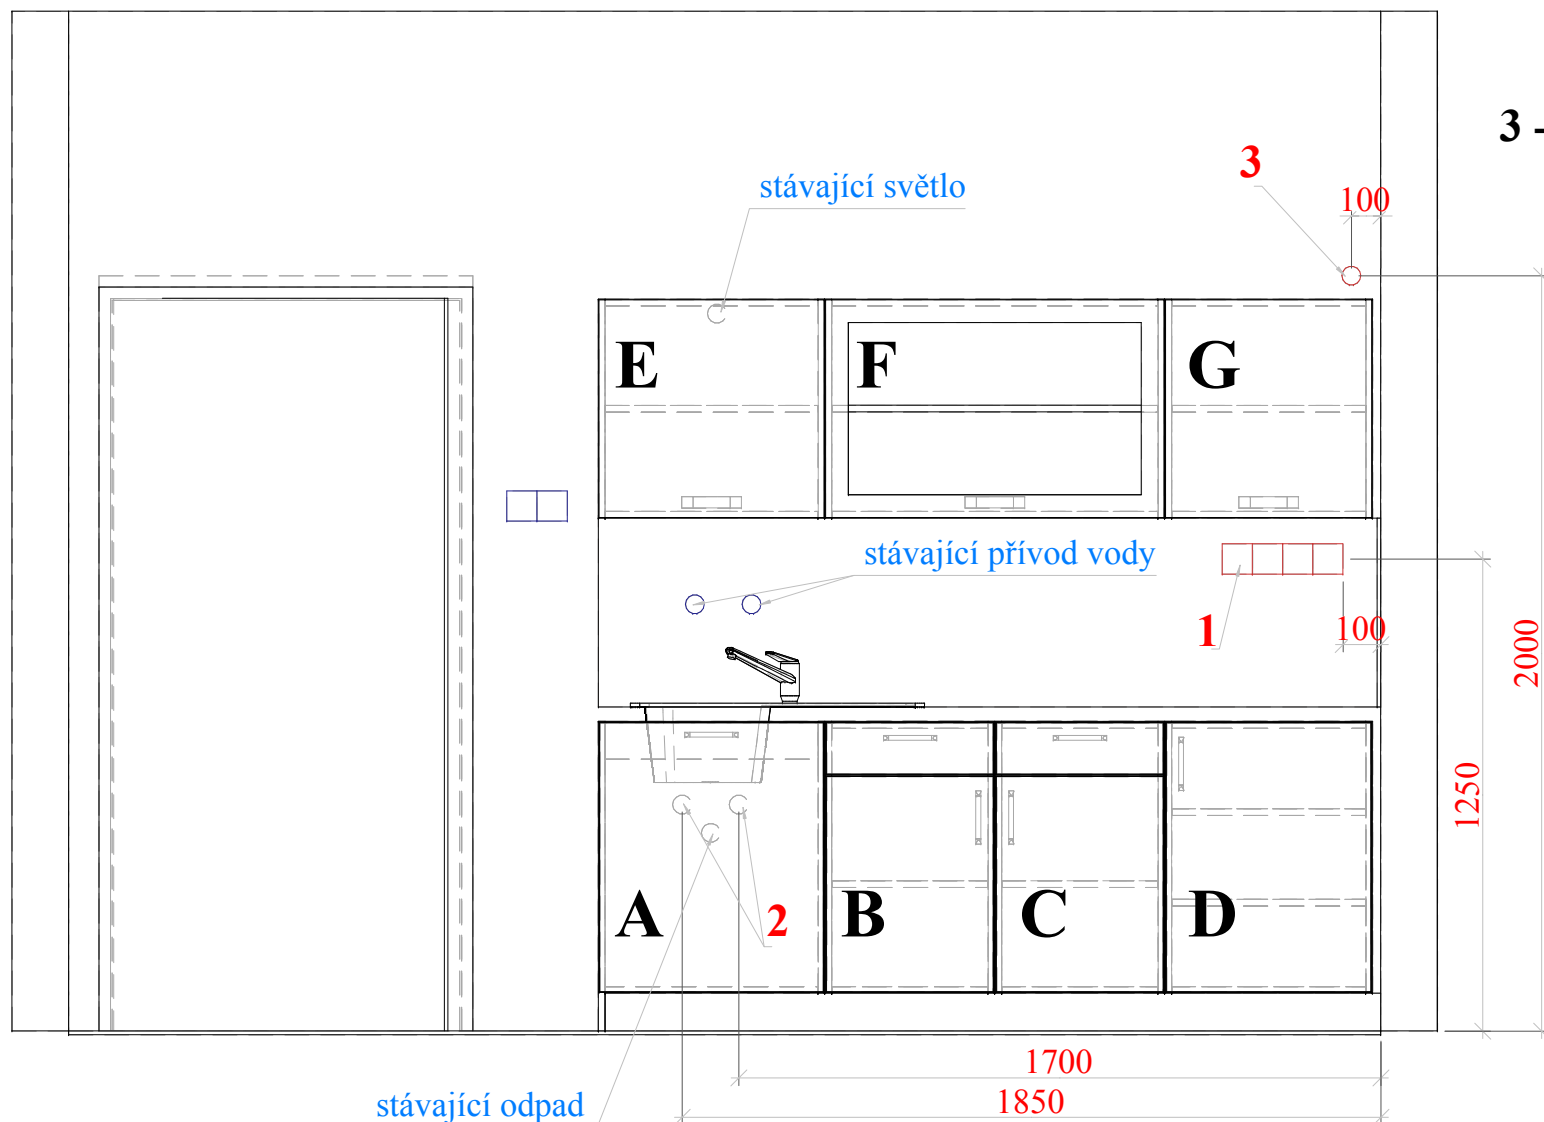 3 -
3
stávající světlo
100
E
F
G
stávající přívod vody
1
100
2000
1250
A
2
B
C
D
1700
1850
stávající odpad